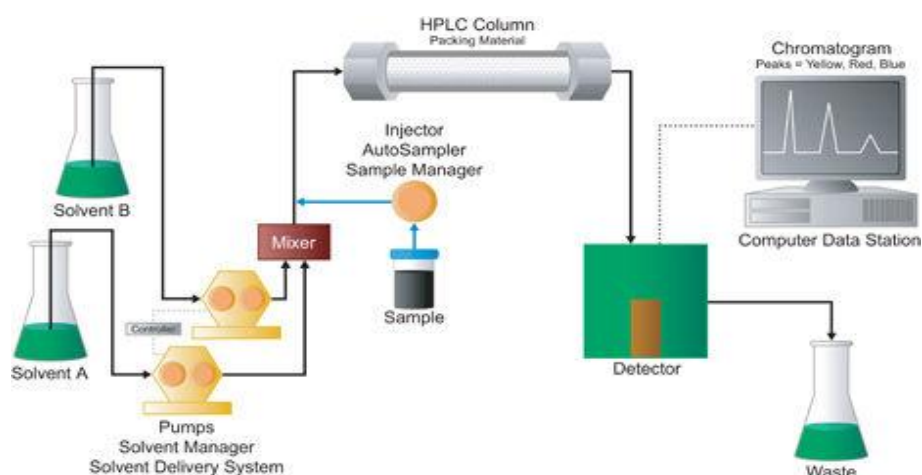 HPLC Column
Packing Material
Chromatogram
Peaks = Yellow, Red, Blue
Injector
AutoSampler
Sample Manager
Solvent B
Mixer
Computer Data Station
Sample
Controller
Solvent A
Detector
Pumps
Solvent Manager
Solvent Delivery System
Waste